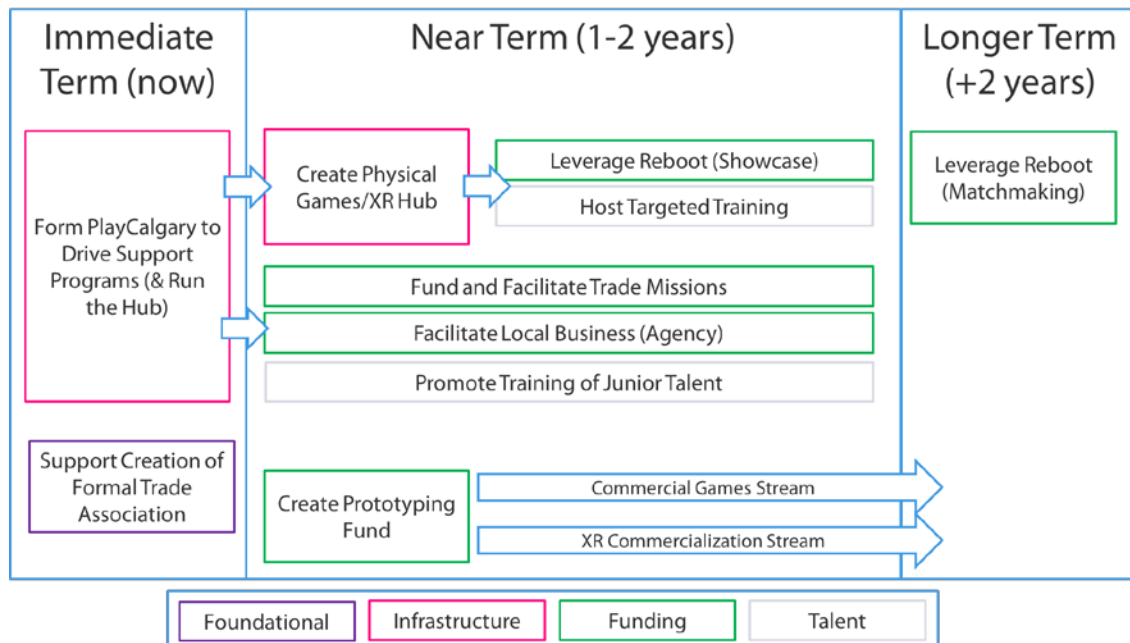 Immediate
Term (now)
Near Term (1-2 years)
Longer Term
(+2 years)
Form PlayCalgary to
Drive Support
Programs (& Run
the Hub)
Create Physical
Games/XR Hub
Leverage Reboot (Showcase)
Host Targeted Training
Leverage Reboot
(Matchmaking)
Fund and Facilitate Trade Missions
Facilitate Local Business (Agency)
Promote Training of Junior Talent
Support Creation of
Formal Trade
Association
Create Prototyping
Fund
Commercial Games Stream
XR Commercialization Stream
Foundational
Infrastructure
Funding
Talent